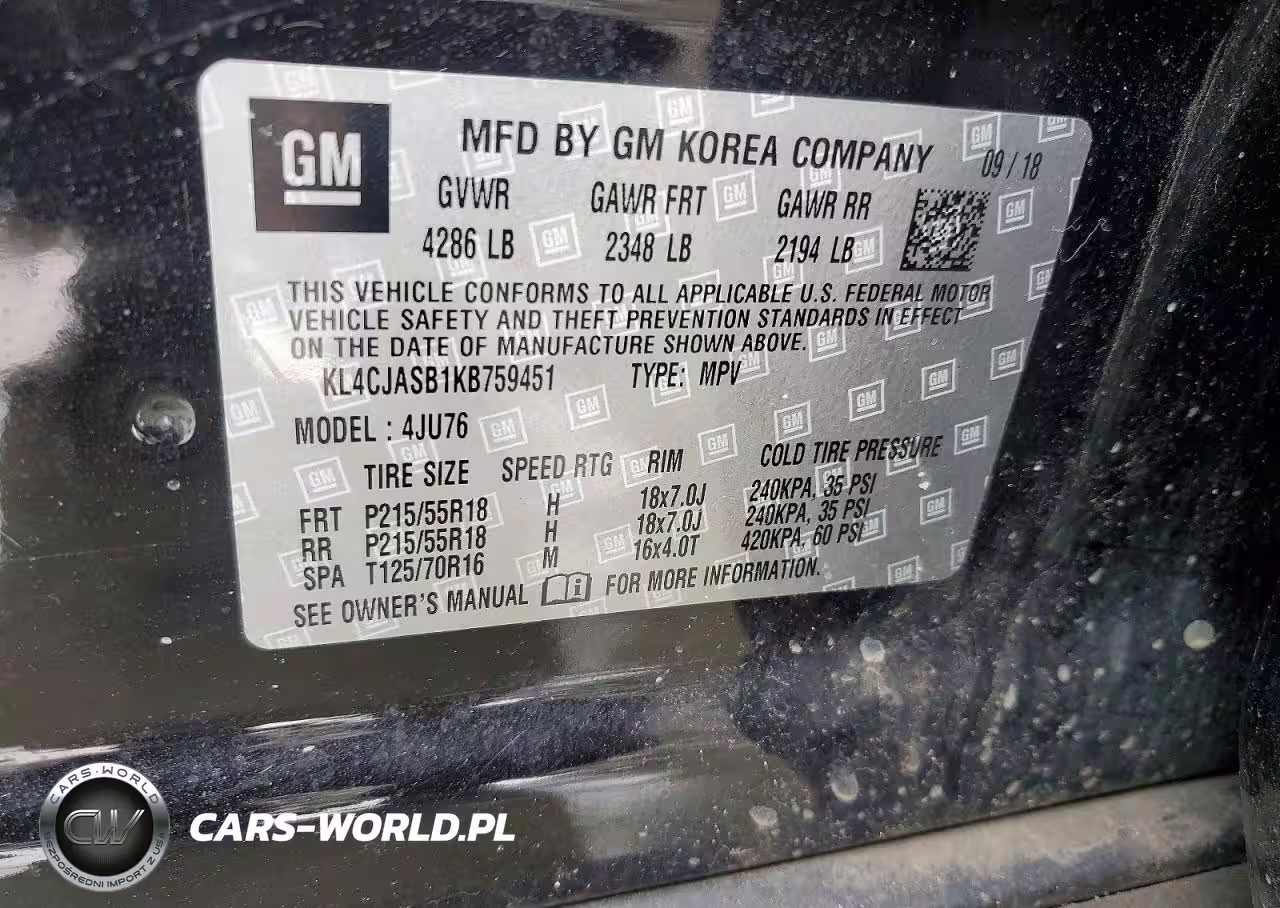 GM
MFD BY GM KOREA COMPANY 09/18
GVWR GAWR FRT GAWR RR
4286 LB 2348 LB 2194 LB
THIS VEHICLE CONFORMS TO ALL APPLICABLE U.S. FEDERAL MOTOR
VEHICLE SAFETY AND THEFT PREVENTION STANDARDS IN EFFECT
ON THE DATE OF MANUFACTURE SHOWN ABOVE.
KL4CJASB1KB759451 TYPE: MPV
MODEL : 4JU76
TIRE SIZE SPEED RTG RIM COLD TIRE PRESSURE
FRT P215/55R18 H 18x7.0J 240KPA, 35 PSI
RR P215/55R18 H 18x7.0J 240KPA, 35 PSI
SPA T125/70R16 M 16x4.0T 420KPA, 60 PSI
SEE OWNER'S MANUAL FOR MORE INFORMATION.
CARS-WORLD
CW
BEZPOŚREDNI IMPORT Z USA
CARS-WORLD.PL